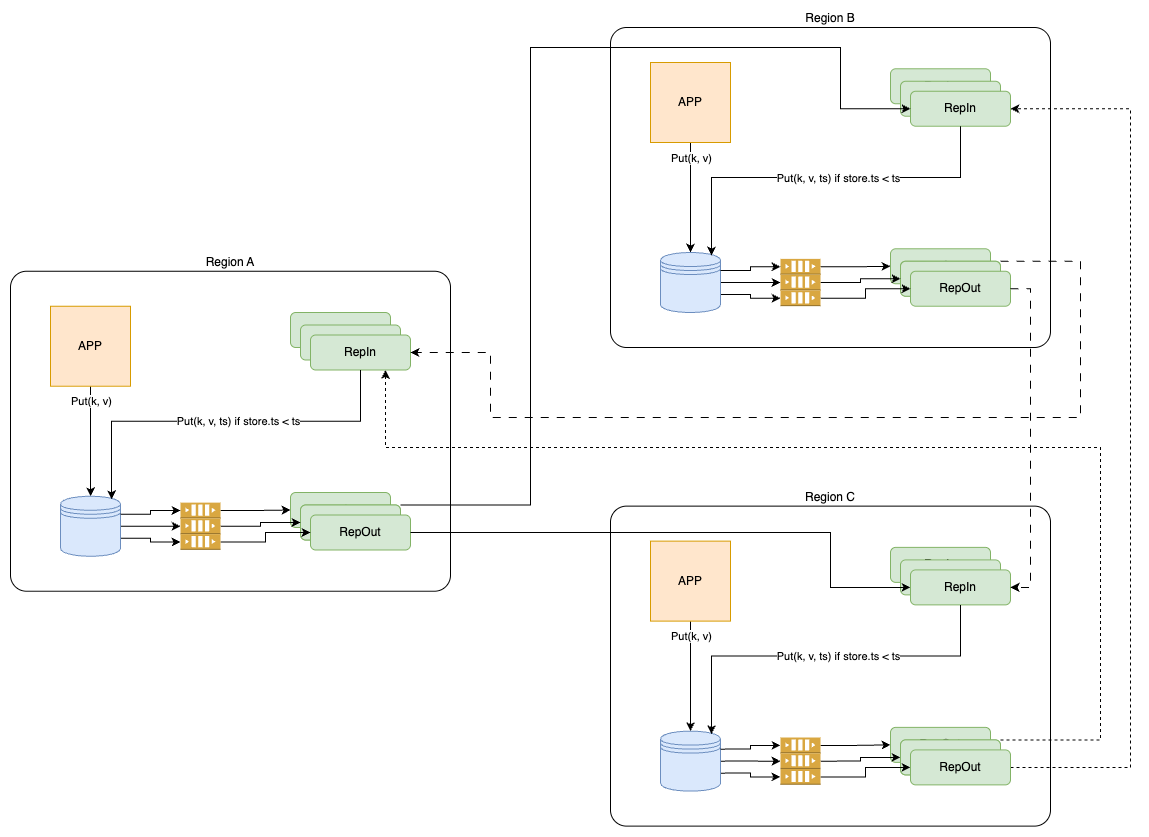 Region B
APP
RepIn
Put(k, v)
Put(k, v, ts) if store.ts < ts
RepOut
Region A
APP
RepIn
Put(k, v)
Put(k, v, ts) if store.ts < ts
RepOut
Region C
APP
RepIn
Put(k, v)
Put(k, v, ts) if store.ts < ts
RepOut